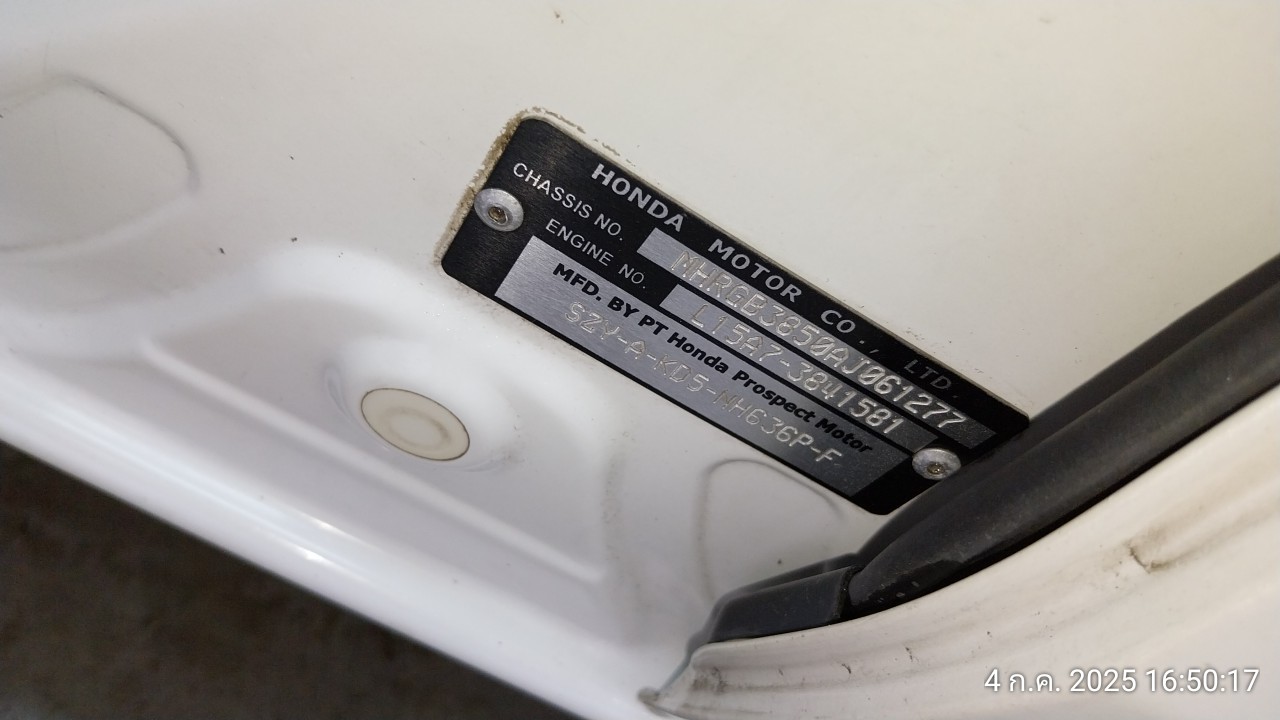 HONDA MOTOR CO., LTD.
CHASSIS NO. MHRGB3850AJ061277
ENGINE NO. L15A7-3841581
MFD. BY PT Honda Prospect Motor
SZY-A-KD5-NH636P-F
4 ก.ค. 2025 16:50:17